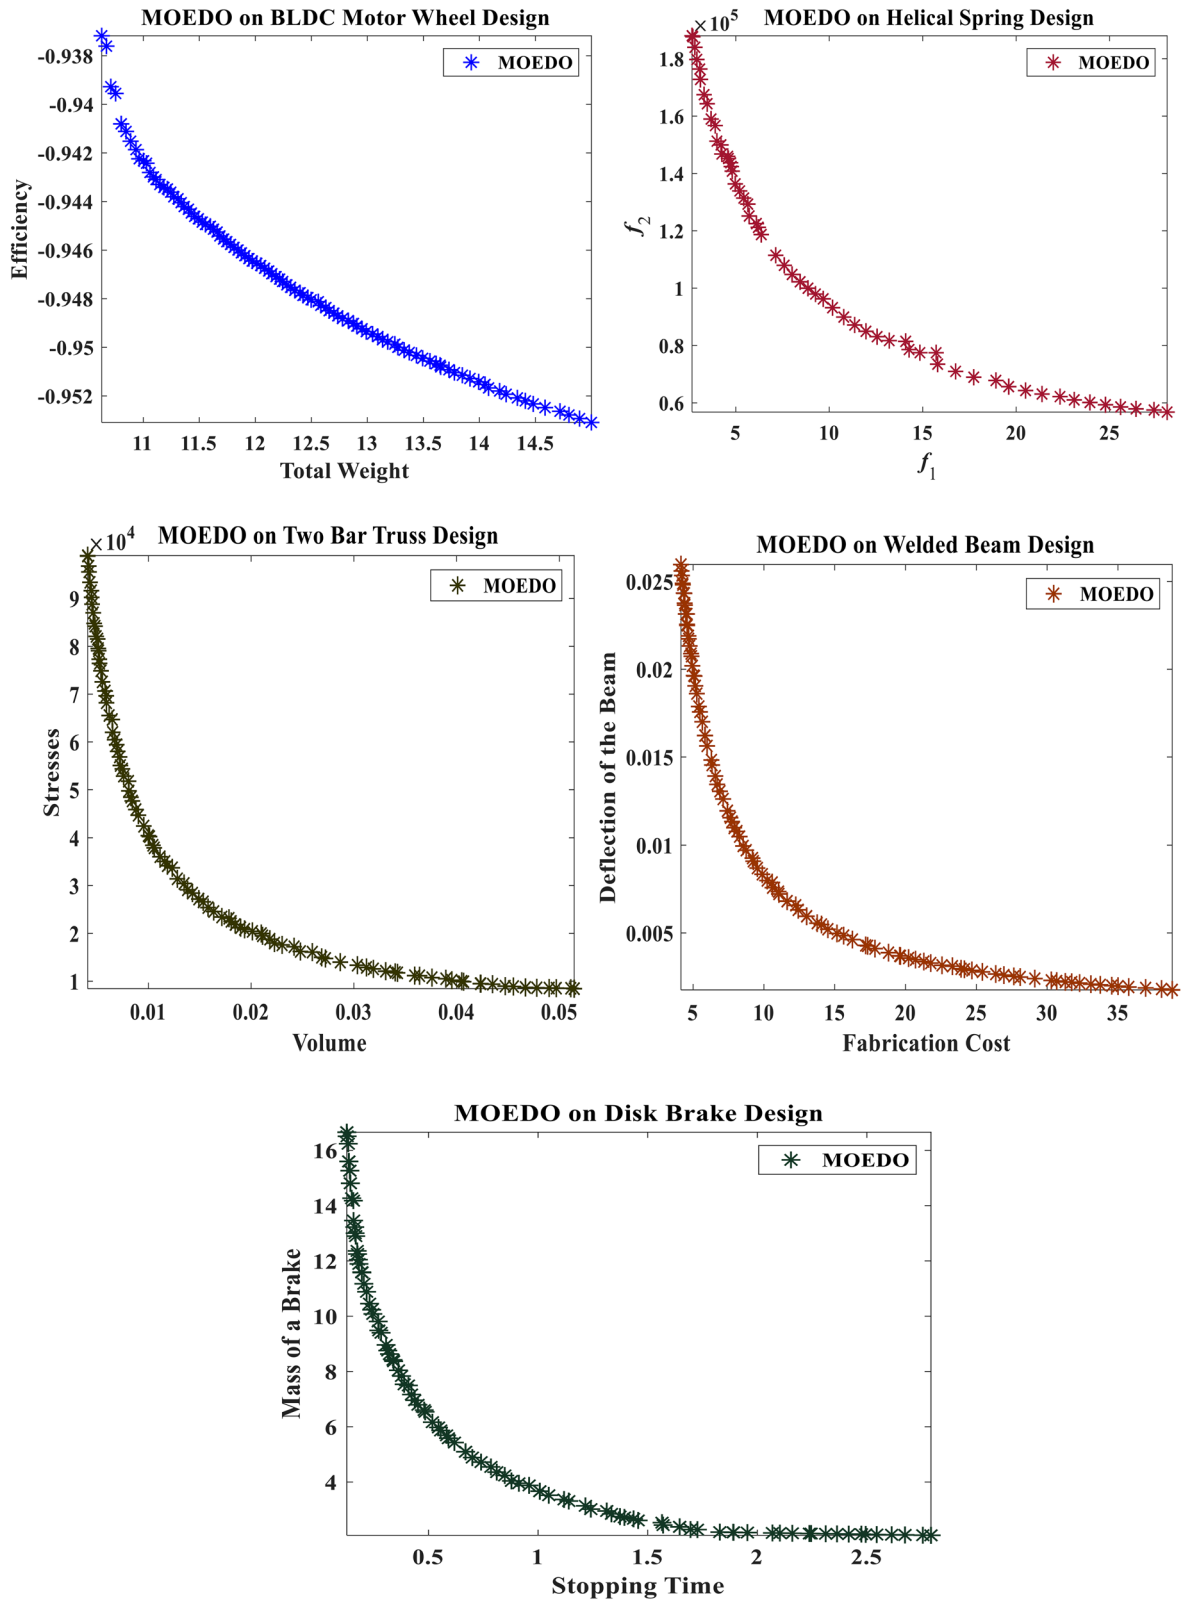 MOEDO on BLDC Motor Wheel Design
MOEDO
-0.938
-0.94
-0.942
-0.944
-0.946
-0.948
-0.95
-0.952
Efficiency
11 11.5 12 12.5 13 13.5 14 14.5
Total Weight
MOEDO on Helical Spring Design
×10^5
MOEDO
1.8
1.6
1.4
1.2
1
0.8
0.6
f_2
5 10 15 20 25
f_1
MOEDO on Two Bar Truss Design
×10^4
MOEDO
9
8
7
6
5
4
3
2
1
Stresses
0.01 0.02 0.03 0.04 0.05
Volume
MOEDO on Welded Beam Design
MOEDO
0.025
0.02
0.015
0.01
0.005
Deflection of the Beam
5 10 15 20 25 30 35
Fabrication Cost
MOEDO on Disk Brake Design
MOEDO
16
14
12
10
8
6
4
Mass of a Brake
0.5 1 1.5 2 2.5
Stopping Time